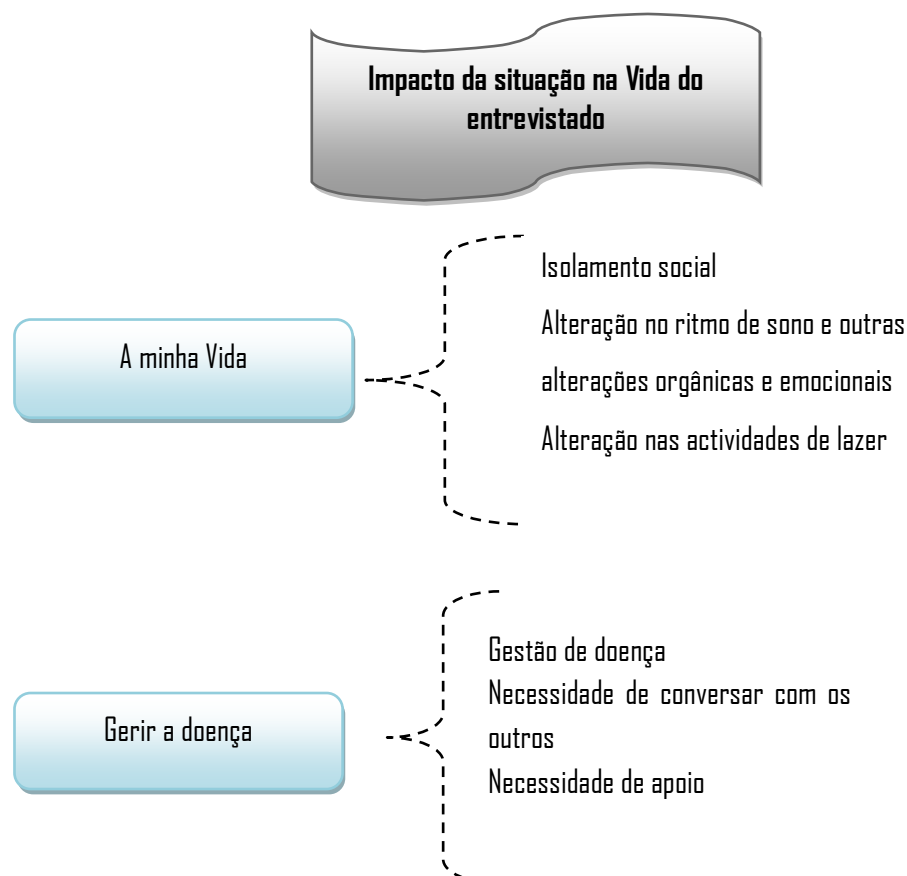 Impacto da situação na Vida do
entrevistado
A minha Vida
Isolamento social
Alteração no ritmo de sono e outras
alterações orgânicas e emocionais
Alteração nas actividades de lazer
Gerir a doença
Gestão de doença
Necessidade de conversar com os
outros
Necessidade de apoio